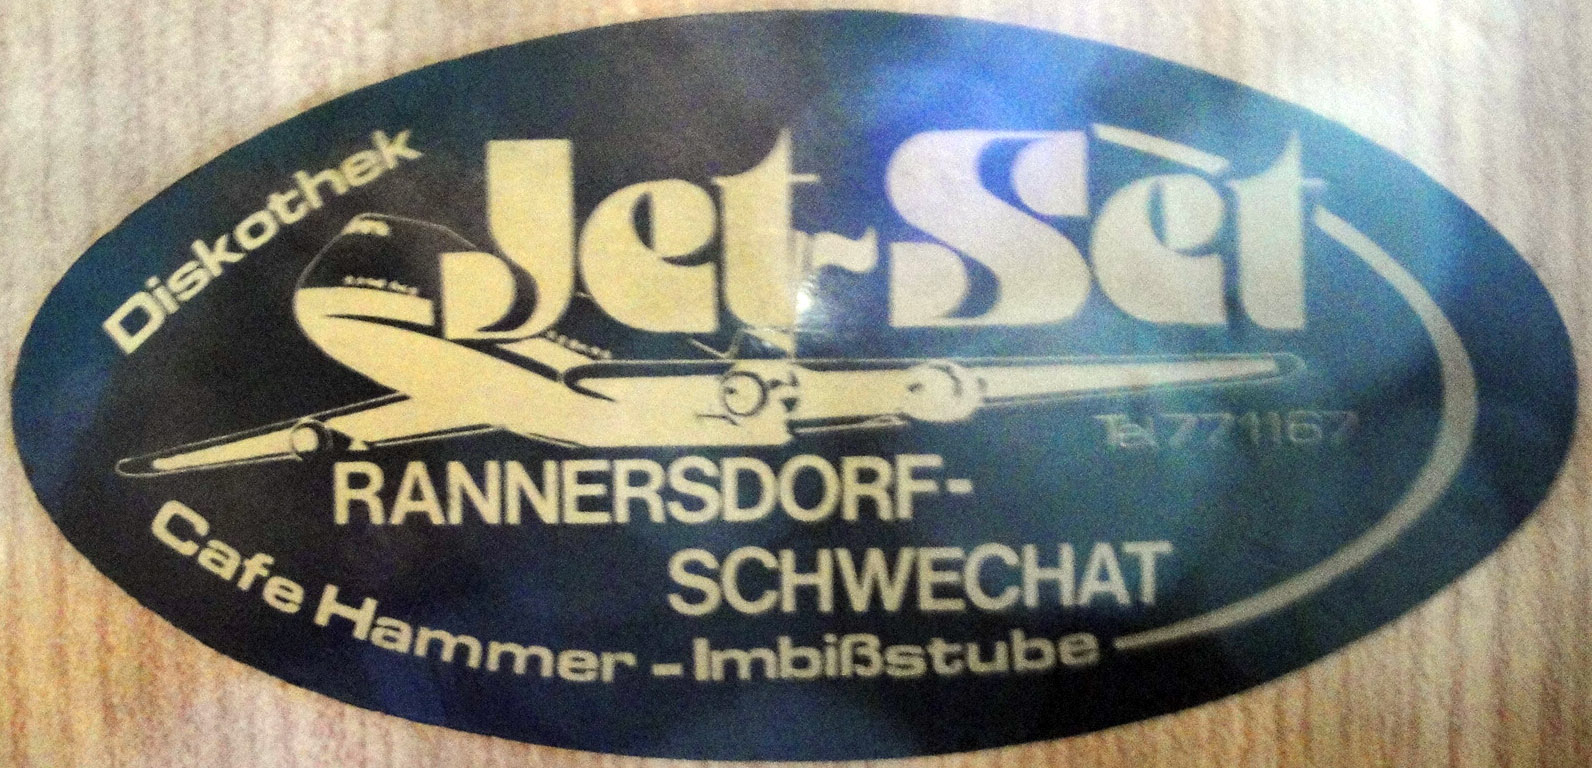 Diskothek
Jet-Set
Tel. 771167
RANNERSDORF-
SCHWECHAT
Cafe Hammer - Imbißstube